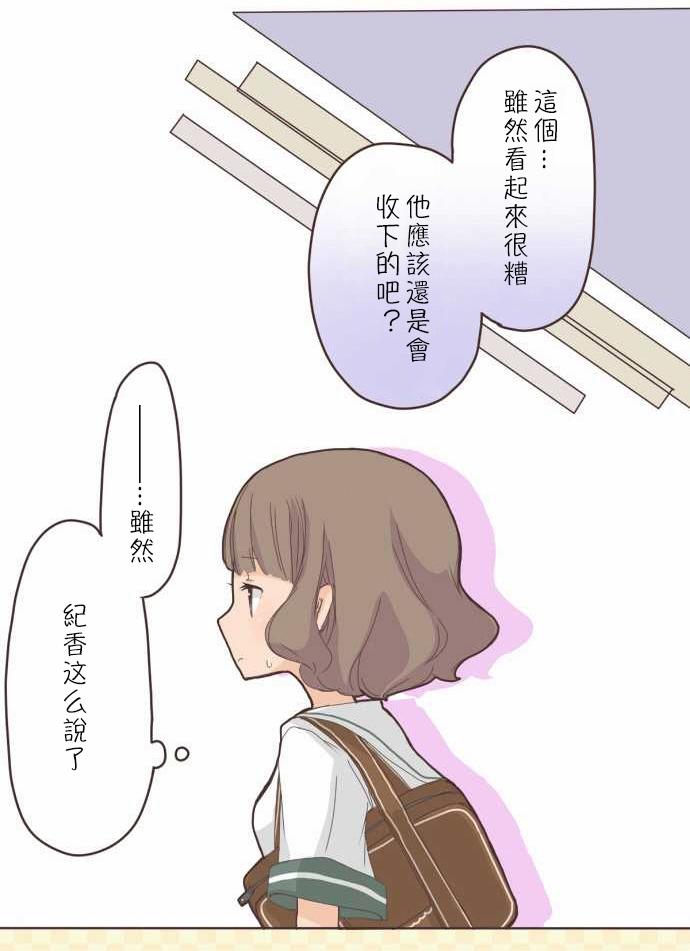 這個…
雖然看起來很糟
他應該還是會
收下的吧？
——…雖然
紀香这么說了